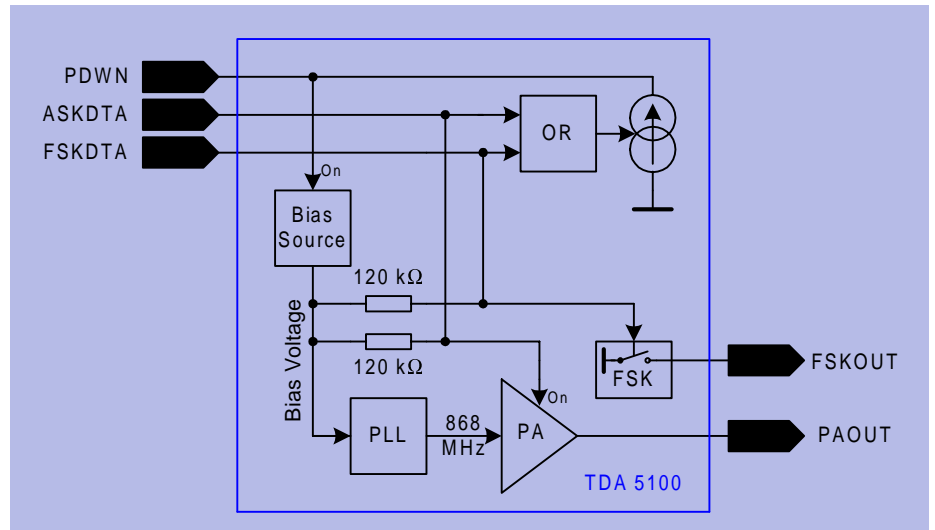 PDWN
ASKDTA
FSKDTA
OR
On
Bias
Source
120 kΩ
Bias Voltage
120 kΩ
FSK
FSKOUT
On
PLL
868
MHz
PA
PAOUT
TDA 5100